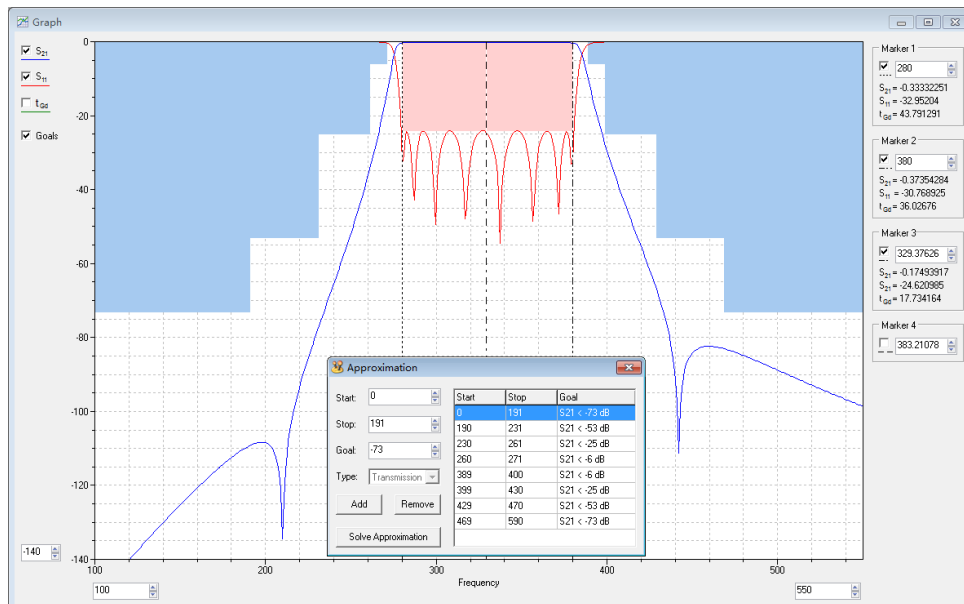 Graph
S21
S11
tGd
Goals
0
-20
-40
-60
-80
-100
-120
-140
-140
100
200
300
400
500
Frequency
100
550
Marker 1
280
S21 = -0.33332251
S11 = -32.95204
tGd = 43.791291
Marker 2
380
S21 = -0.37354284
S11 = -30.768925
tGd = 36.02676
Marker 3
329.37626
S21 = -0.17493917
S11 = -24.620985
tGd = 17.734164
Marker 4
383.21078
Approximation
Start: 0
Stop: 191
Goal: -73
Type: Transmission
Add Remove
Solve Approximation
Start Stop Goal
0 191 S21 < -73 dB
190 231 S21 < -53 dB
230 261 S21 < -25 dB
260 271 S21 < -6 dB
389 400 S21 < -6 dB
399 430 S21 < -25 dB
429 470 S21 < -53 dB
469 590 S21 < -73 dB